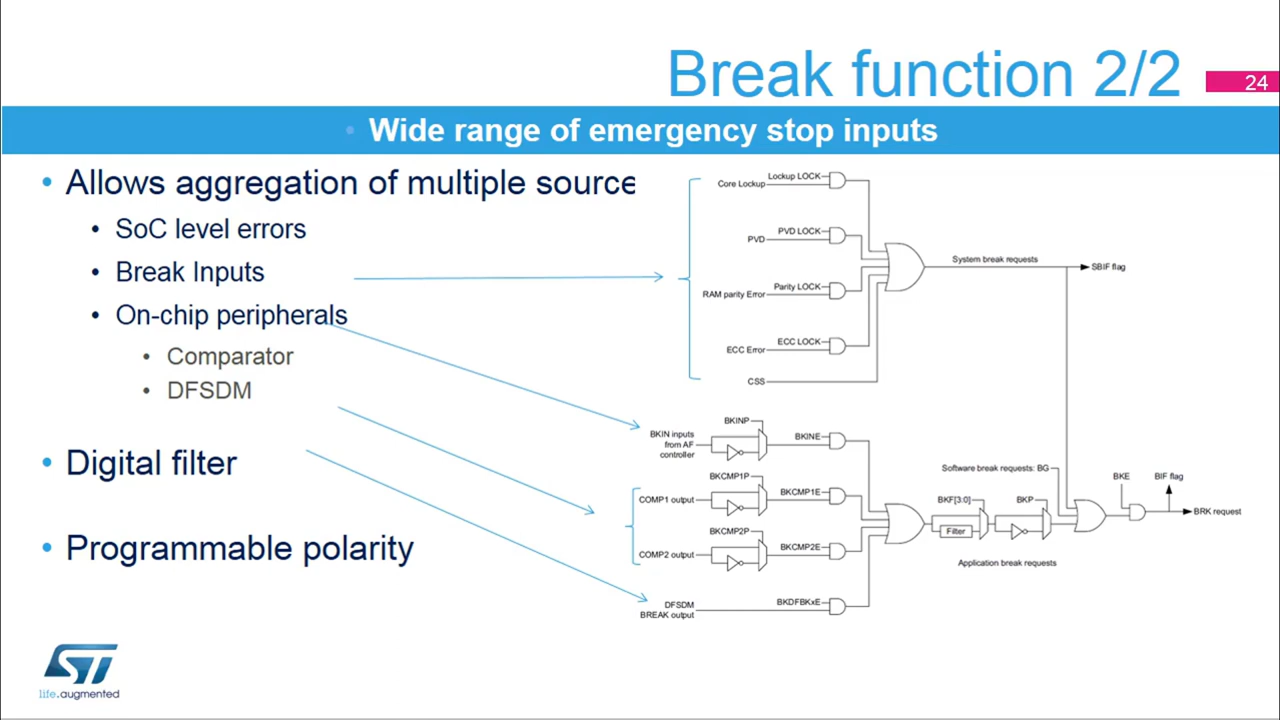 Break function 2/2
24
• Wide range of emergency stop inputs
• Allows aggregation of multiple source
• SoC level errors
• Break Inputs
• On-chip peripherals
• Comparator
• DFSDM
• Digital filter
• Programmable polarity
Lockup LOCK
Core Lockup
PVD LOCK
PVD
System break requests
SBIF flag
Parity LOCK
RAM parity Error
ECC LOCK
ECC Error
CSS
BKINP
BKIN inputs
from AF
controller
BKINE
BKCMP1P
COMP1 output
BKCMP1E
BKCMP2P
COMP2 output
BKCMP2E
DFSDM
BREAK output
BKDFBKxE
Software break requests: BG
BKE
BIF flag
BKF[3:0]
BKP
Filter
BRK request
Application break requests
ST
life.augmented